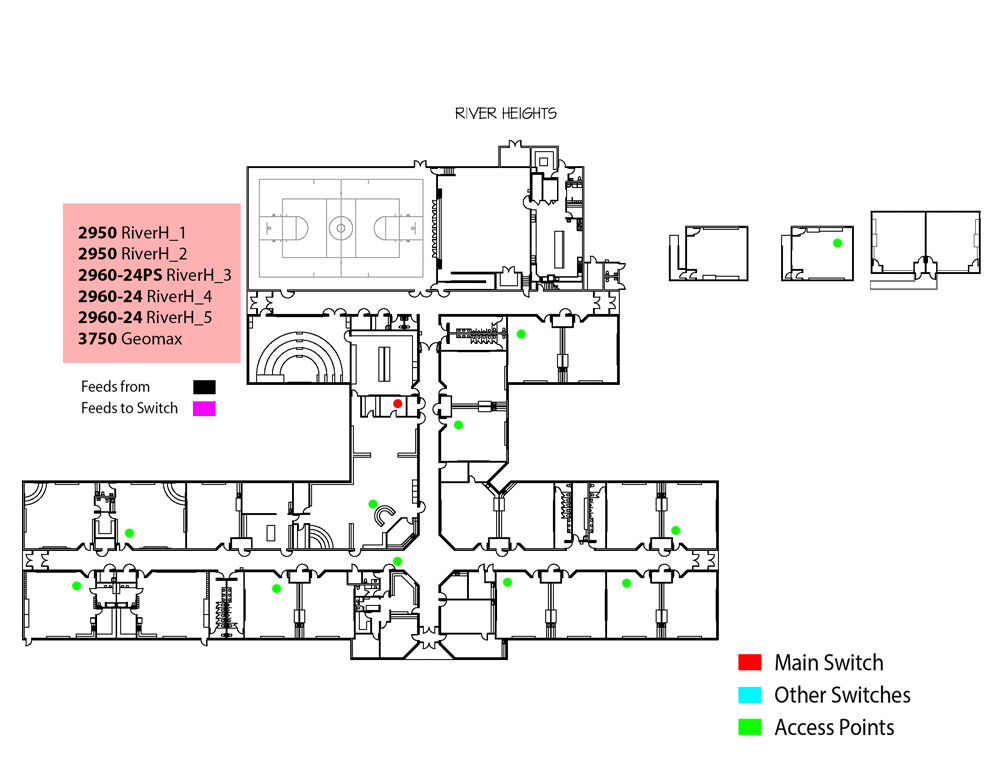 RIVER HEIGHTS
2950 RiverH_1
2950 RiverH_2
2960-24PS RiverH_3
2960-24 RiverH_4
2960-24 RiverH_5
3750 Geomax
Feeds from
Feeds to Switch
Main Switch
Other Switches
Access Points